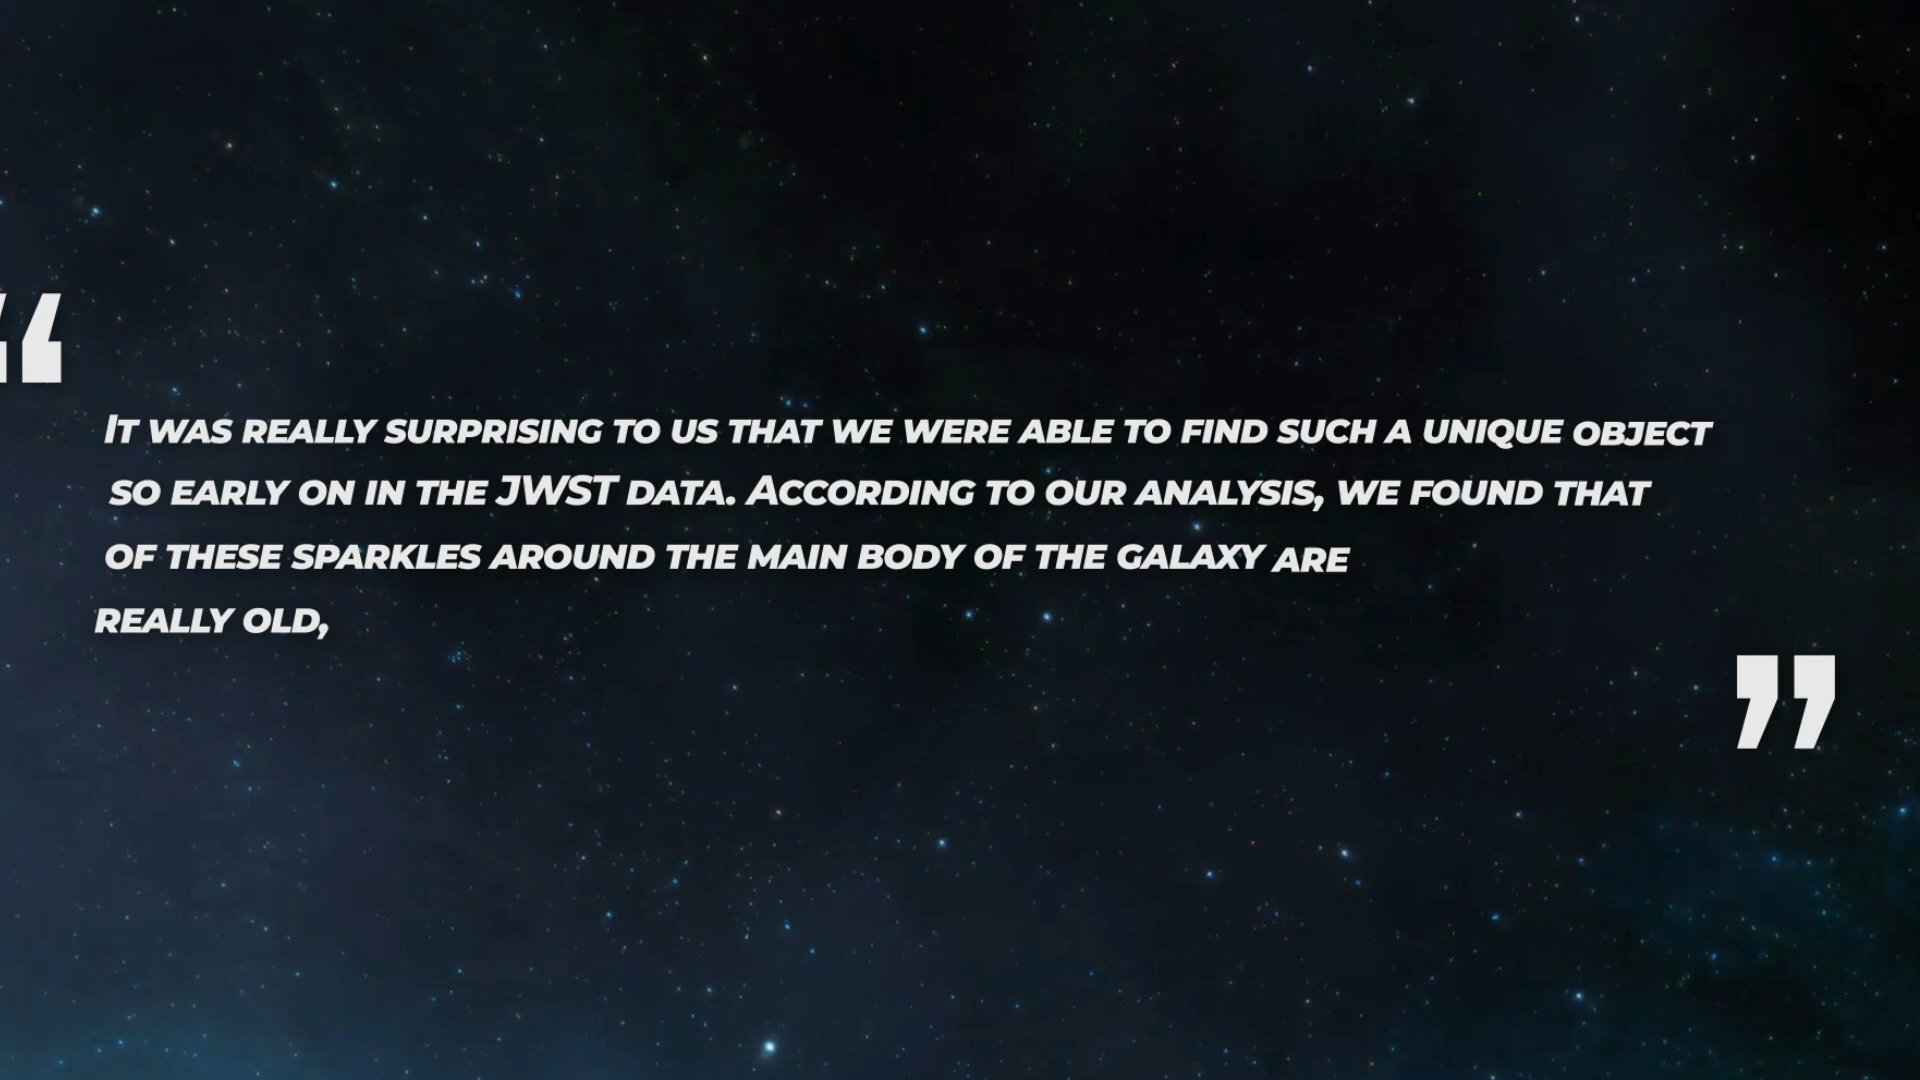 “
It was really surprising to us that we were able to find such a unique object
so early on in the JWST data. According to our analysis, we found that
of these sparkles around the main body of the galaxy are
really old,
”